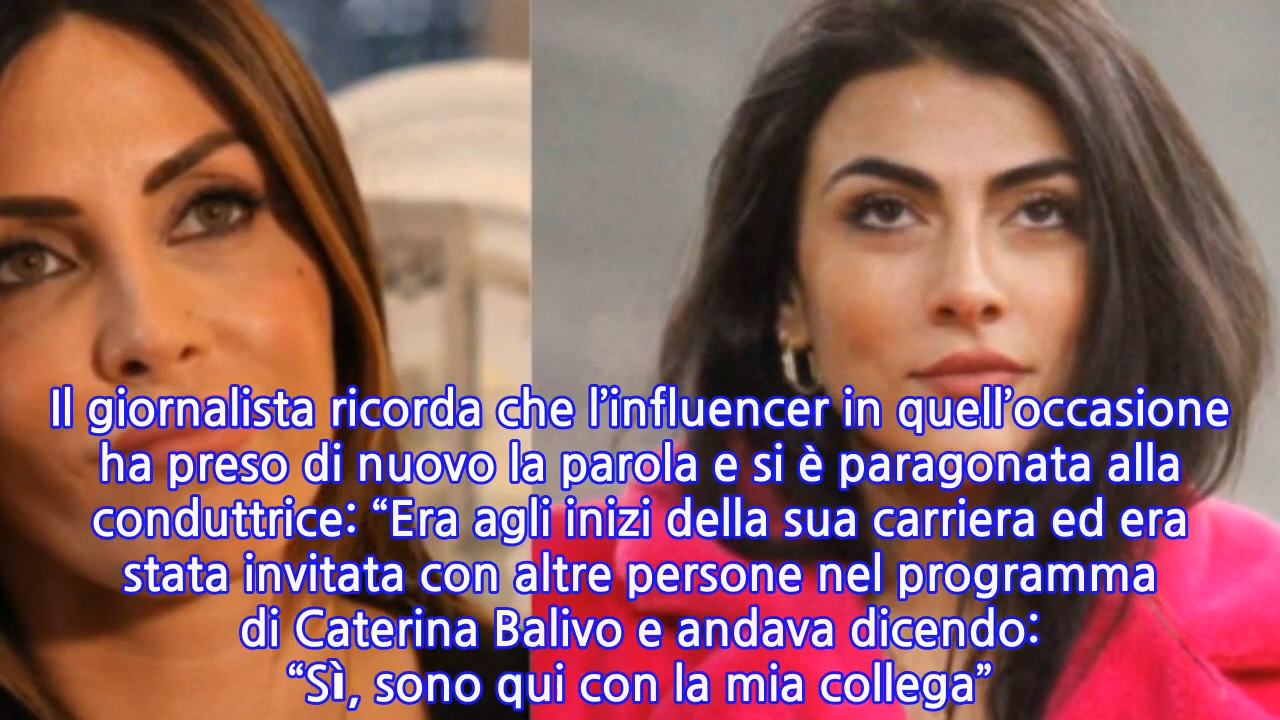 Il giornalista ricorda che l’influencer in quell’occasione
ha preso di nuovo la parola e si è paragonata alla
conduttrice: “Era agli inizi della sua carriera ed era
stata invitata con altre persone nel programma
di Caterina Balivo e andava dicendo:
“Sì, sono qui con la mia collega”